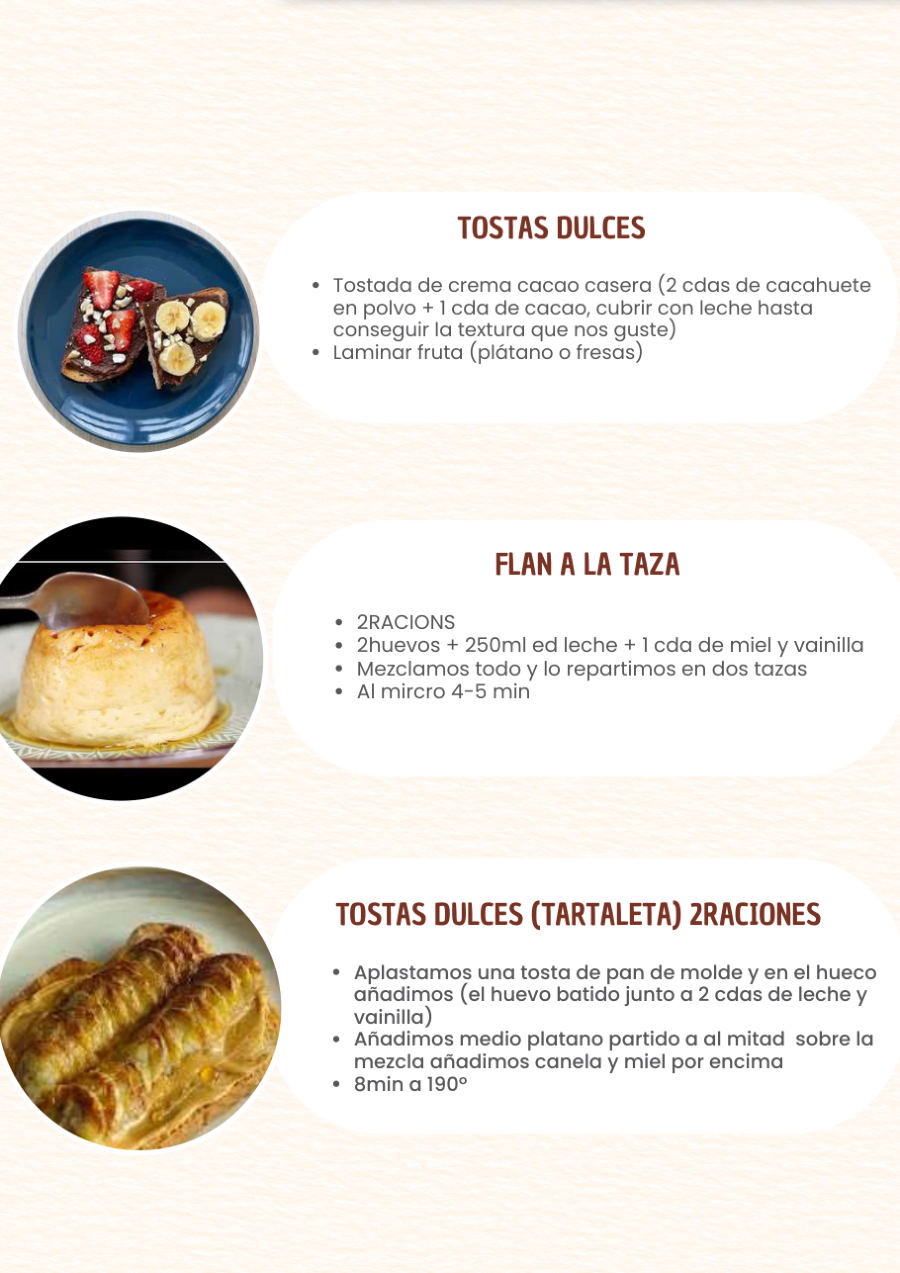 TOSTAS DULCES
• Tostada de crema cacao casera (2 cdas de cacahuete
en polvo + 1 cda de cacao, cubrir con leche hasta
conseguir la textura que nos guste)
• Laminar fruta (plátano o fresas)
FLAN A LA TAZA
• 2RACIONS
• 2huevos + 250ml ed leche + 1 cda de miel y vainilla
• Mezclamos todo y lo repartimos en dos tazas
• Al mircro 4-5 min
TOSTAS DULCES (TARTALETA) 2RACIONES
• Aplastamos una tosta de pan de molde y en el hueco
añadimos (el huevo batido junto a 2 cdas de leche y
vainilla)
• Añadimos medio platano partido a al mitad  sobre la
mezcla añadimos canela y miel por encima
• 8min a 190º